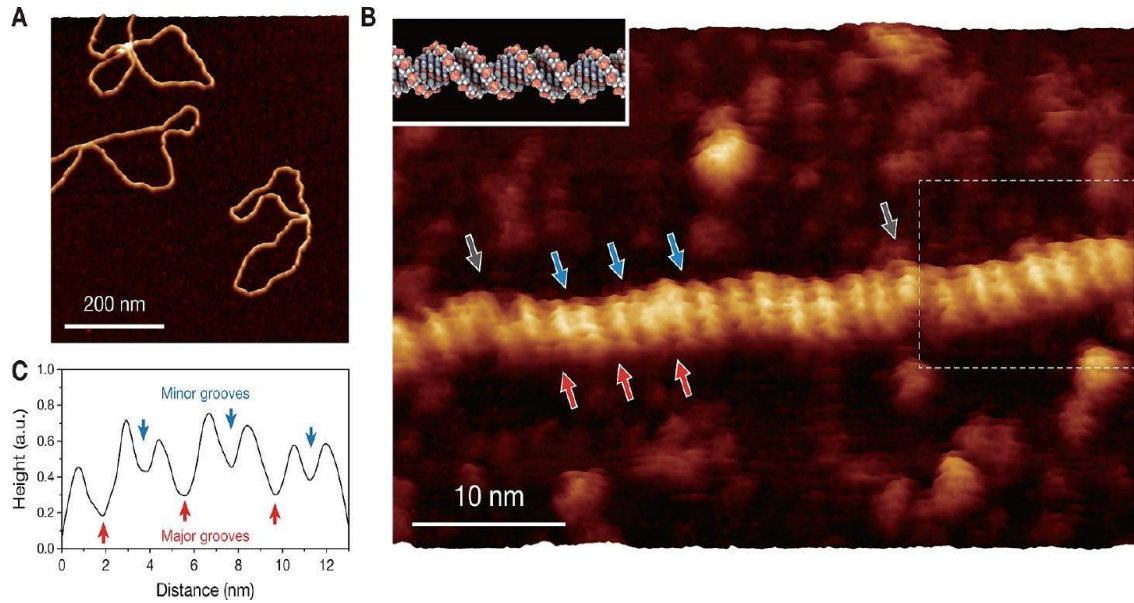 A
200 nm
B
10 nm
C
Height (a.u.)
1.0
0.8
0.6
0.4
0.2
0.0
Minor grooves
Major grooves
0 2 4 6 8 10 12
Distance (nm)